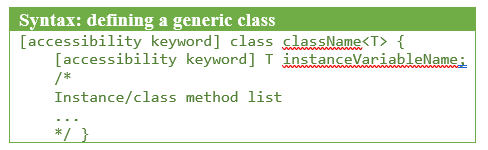 Syntax: defining a generic class
[accessibility keyword] class className<T> {
[accessibility keyword] T instanceVariableName;
/*
Instance/class method list
...
*/ }